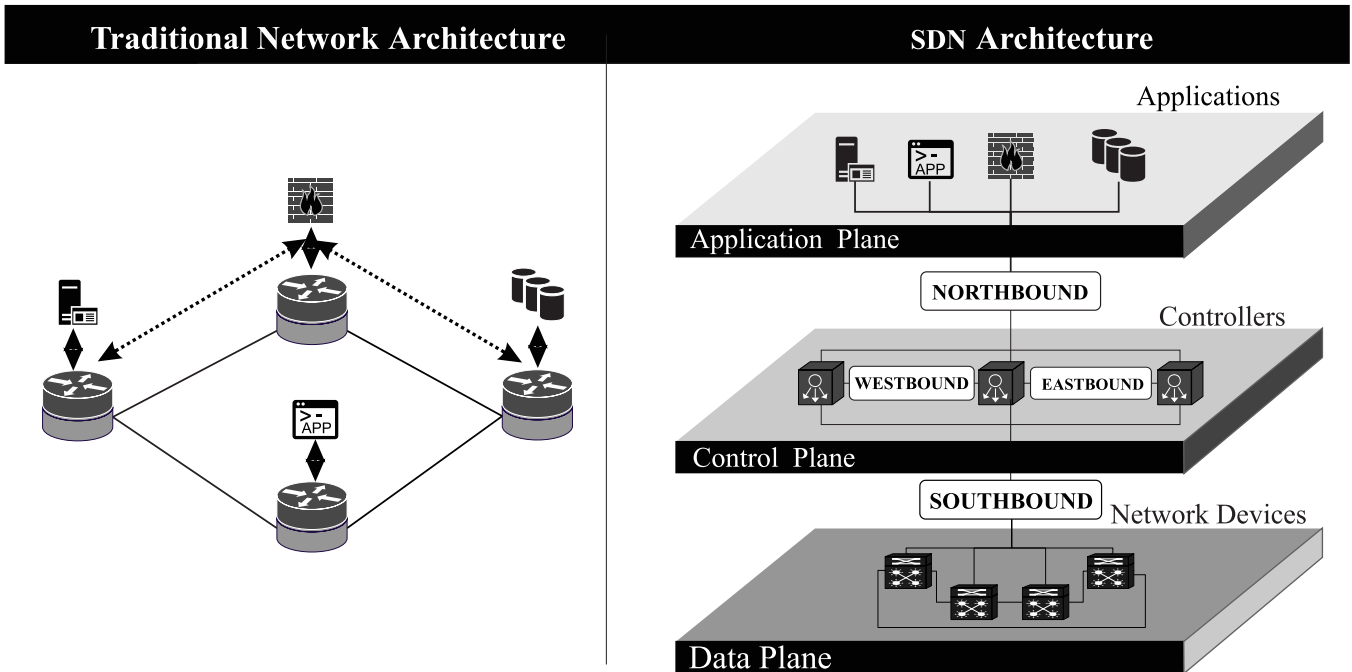 Traditional Network Architecture
SDN Architecture
Applications
>-
APP
Application Plane
NORTHBOUND
Controllers
WESTBOUND
EASTBOUND
>-
APP
Control Plane
SOUTHBOUND
Network Devices
Data Plane